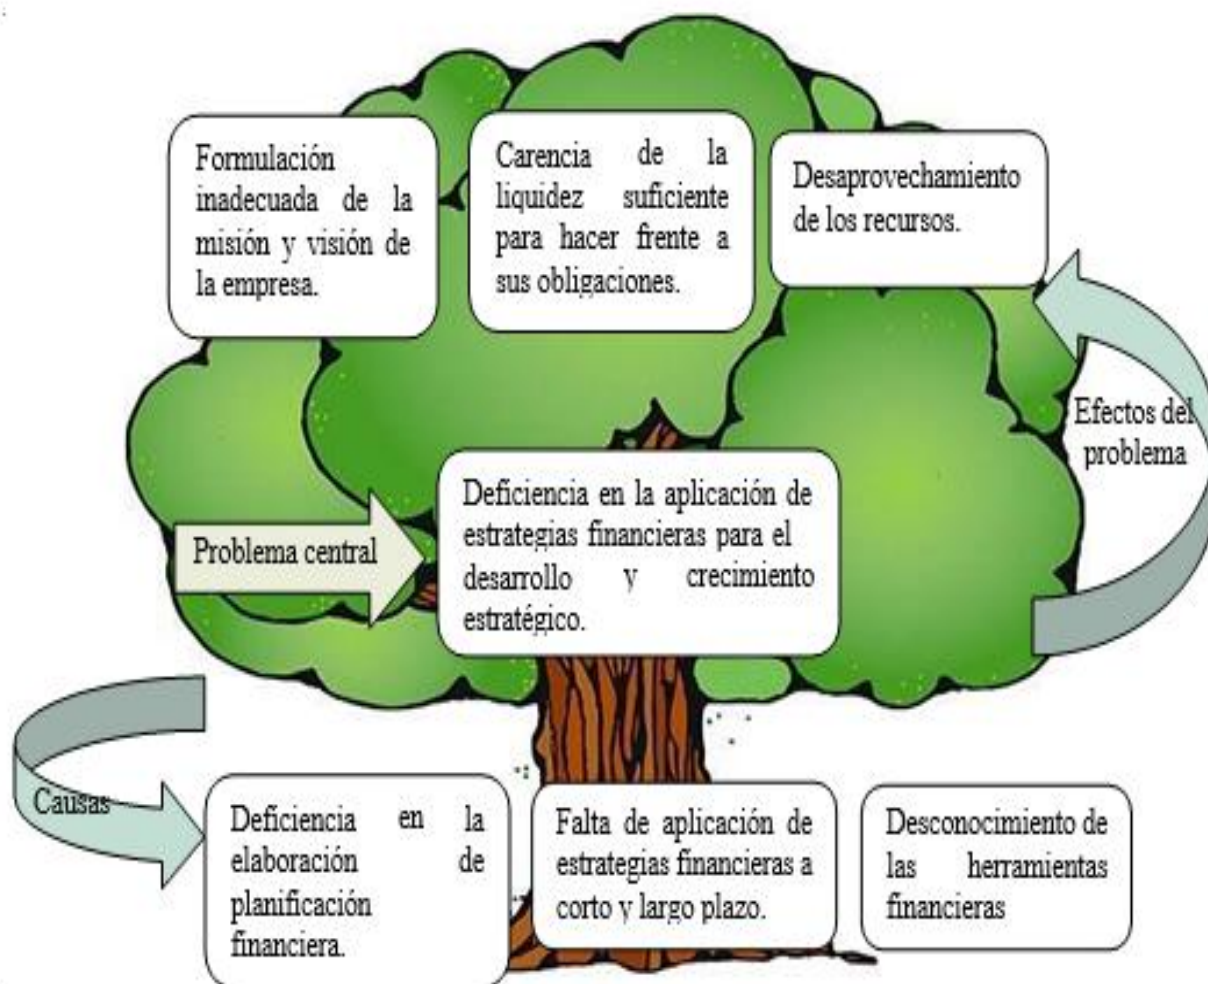 Formulación
inadecuada de la
misión y visión de
la empresa.
Carencia de la
liquidez suficiente
para hacer frente a
sus obligaciones.
Desaprovechamiento
de los recursos.
Efectos del
problema
Problema central
Deficiencia en la aplicación de
estrategias financieras para el
desarrollo y crecimiento
estratégico.
Causas
Deficiencia en la
elaboración de
planificación
financiera.
Falta de aplicación de
estrategias financieras a
corto y largo plazo.
Desconocimiento de
las herramientas
financieras